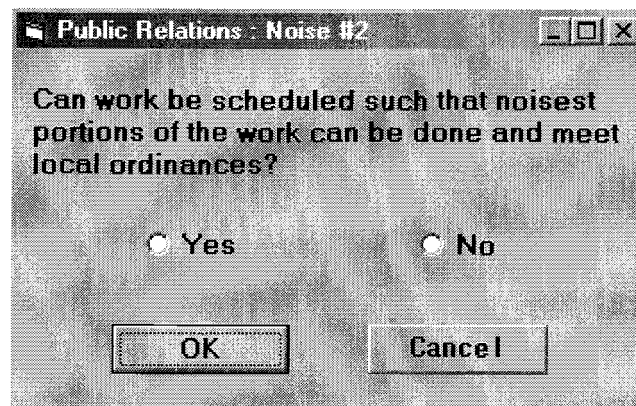 Public Relations : Noise #2
Can work be scheduled such that noisest
portions of the work can be done and meet
local ordinances?
Yes No
OK Cancel